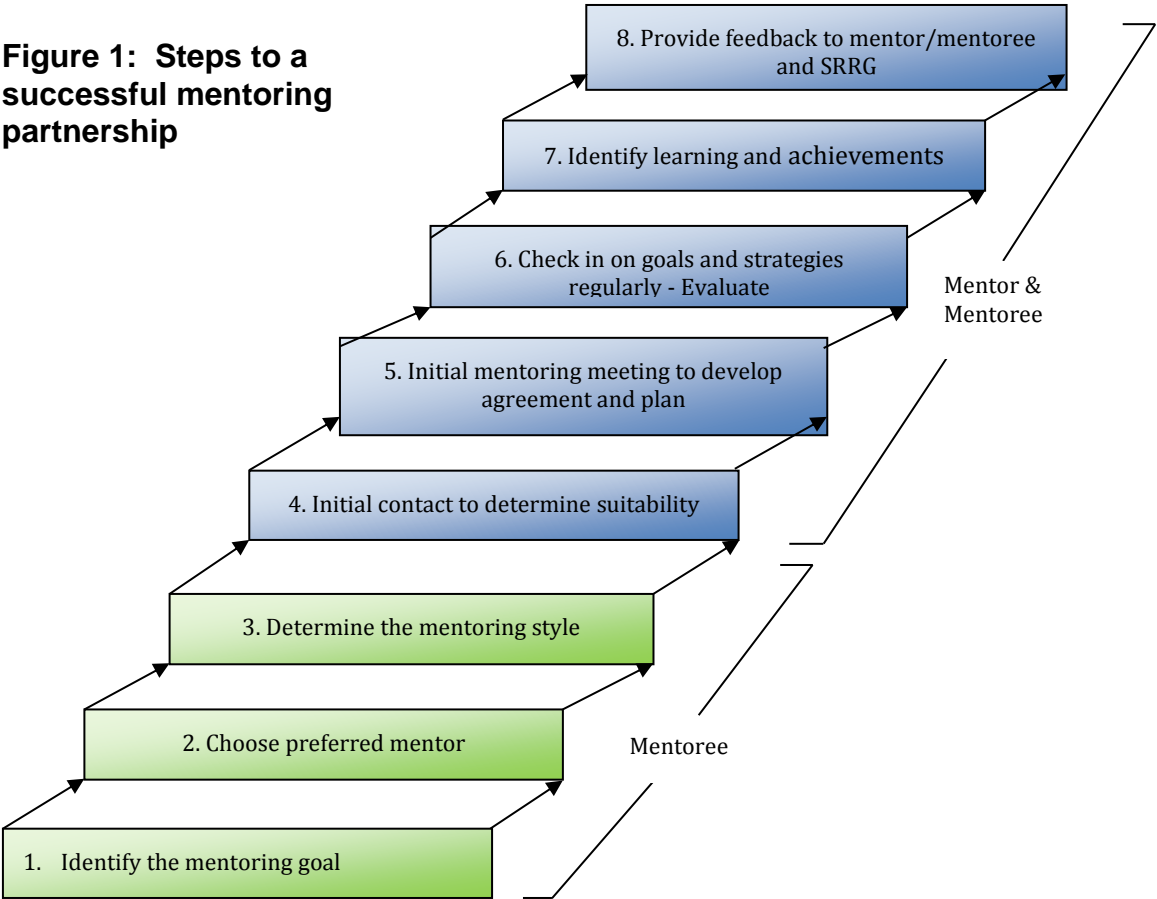 Figure 1: Steps to a
successful mentoring
partnership
8. Provide feedback to mentor/mentoree
and SRRG
7. Identify learning and achievements
6. Check in on goals and strategies
regularly - Evaluate
Mentor &
Mentoree
5. Initial mentoring meeting to develop
agreement and plan
4. Initial contact to determine suitability
3. Determine the mentoring style
2. Choose preferred mentor
Mentoree
1. Identify the mentoring goal